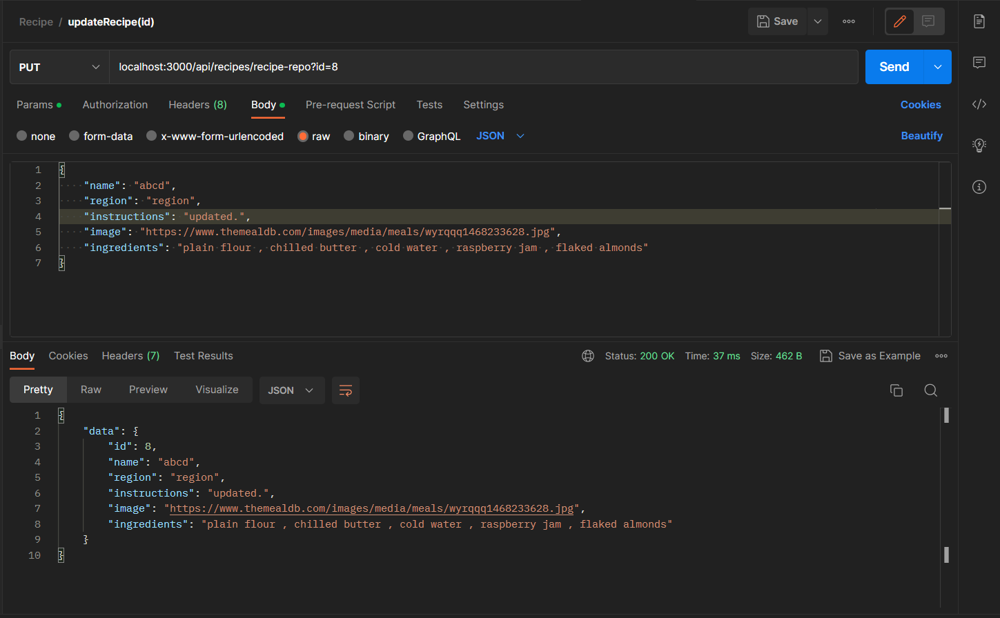 Recipe / updateRecipe(id)
Save
PUT
localhost:3000/api/recipes/recipe-repo?id=8
Send
Params Authorization Headers (8) Body Pre-request Script Tests Settings Cookies
none form-data x-www-form-urlencoded raw binary GraphQL JSON Beautify
1 {
2 "name": "abcd",
3 "region": "region",
4 "instructions": "updated.",
5 "image": "https://www.themealdb.com/images/media/meals/wyrqqq1468233628.jpg",
6 "ingredients": "plain flour , chilled butter , cold water , raspberry jam , flaked almonds"
7 }
Body Cookies Headers (7) Test Results Status: 200 OK Time: 37 ms Size: 462 B Save as Example
Pretty Raw Preview Visualize JSON
1 {
2 "data": {
3 "id": 8,
4 "name": "abcd",
5 "region": "region",
6 "instructions": "updated.",
7 "image": "https://www.themealdb.com/images/media/meals/wyrqqq1468233628.jpg",
8 "ingredients": "plain flour , chilled butter , cold water , raspberry jam , flaked almonds"
9 }
10 }